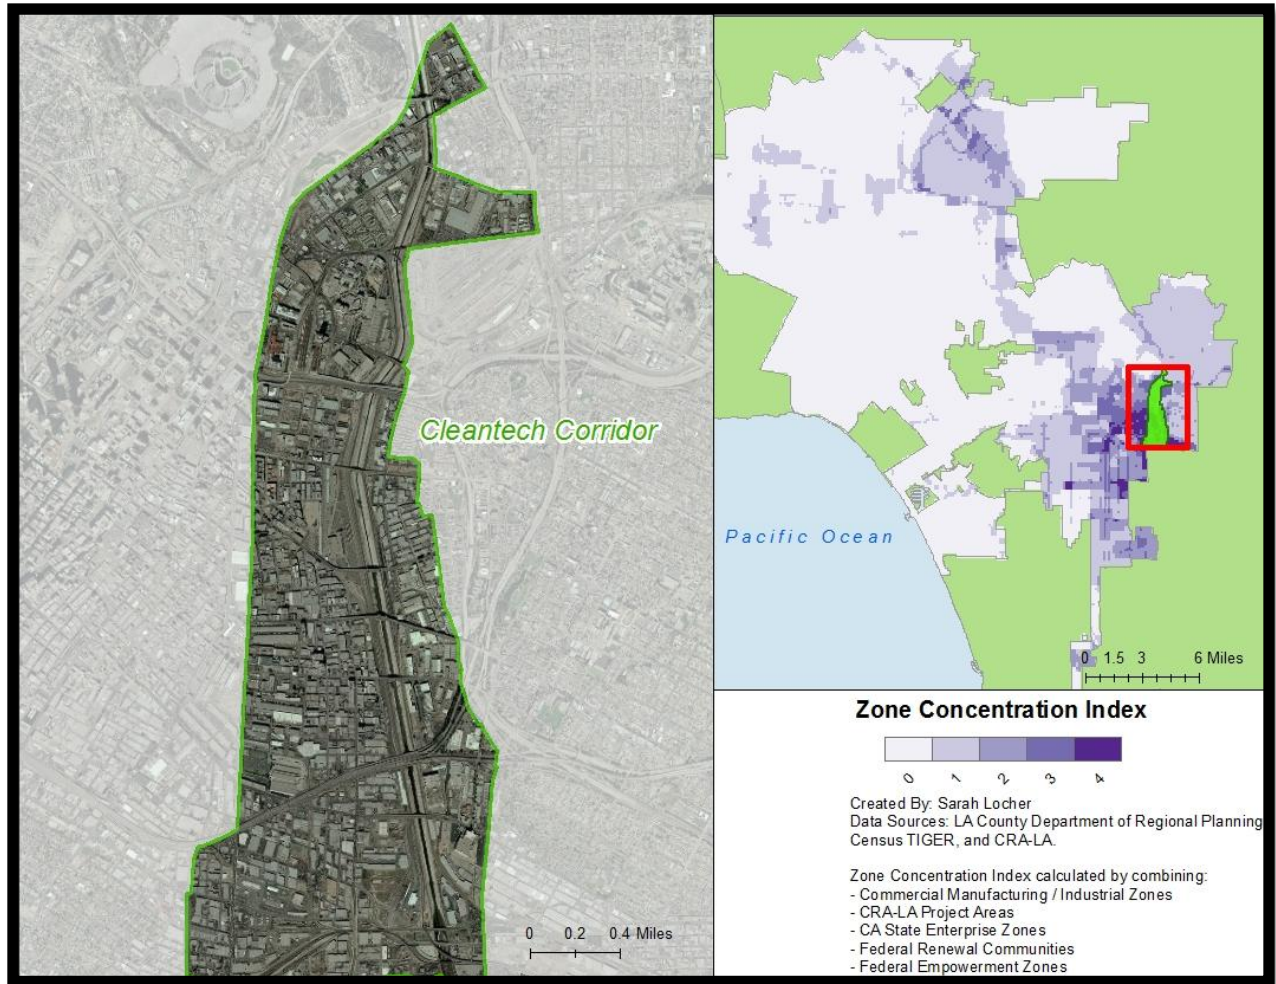 Cleantech Corridor
0 0.2 0.4 Miles
Pacific Ocean
0 1.5 3 6 Miles
Zone Concentration Index
0 1 2 3 4
Created By: Sarah Locher
Data Sources: LA County Department of Regional Planning
Census TIGER, and CRA-LA.
Zone Concentration Index calculated by combining:
- Commercial Manufacturing / Industrial Zones
- CRA-LA Project Areas
- CA State Enterprise Zones
- Federal Renewal Communities
- Federal Empowerment Zones